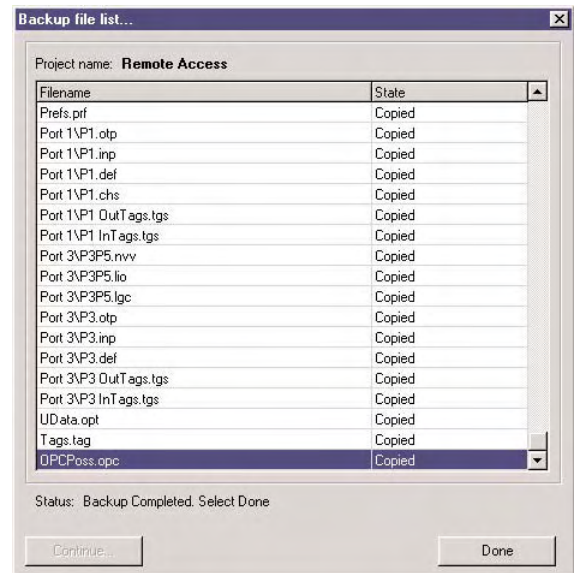 Backup file list...
Project name: Remote Access
Filename State
Prefs.prf Copied
Port 1\P1.otp Copied
Port 1\P1.inp Copied
Port 1\P1.def Copied
Port 1\P1.chs Copied
Port 1\P1 OutTags.tgs Copied
Port 1\P1 InTags.tgs Copied
Port 3\P3P5.nvv Copied
Port 3\P3P5.lio Copied
Port 3\P3P5.lgc Copied
Port 3\P3.otp Copied
Port 3\P3.inp Copied
Port 3\P3.def Copied
Port 3\P3 OutTags.tgs Copied
Port 3\P3 InTags.tgs Copied
UData.opt Copied
Tags.tag Copied
OPCPoss.opc Copied
Status: Backup Completed. Select Done
Continue... Done